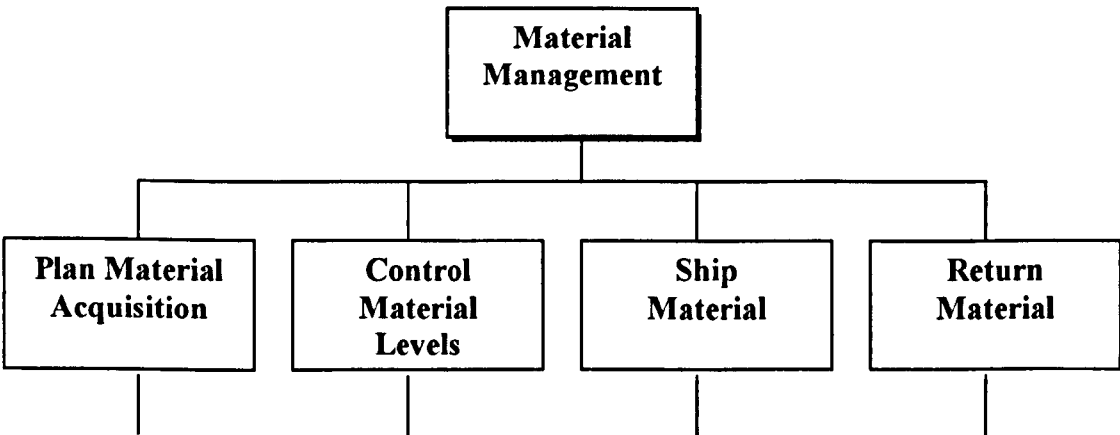 Material
Management
Plan Material
Acquisition
Control
Material
Levels
Ship
Material
Return
Material